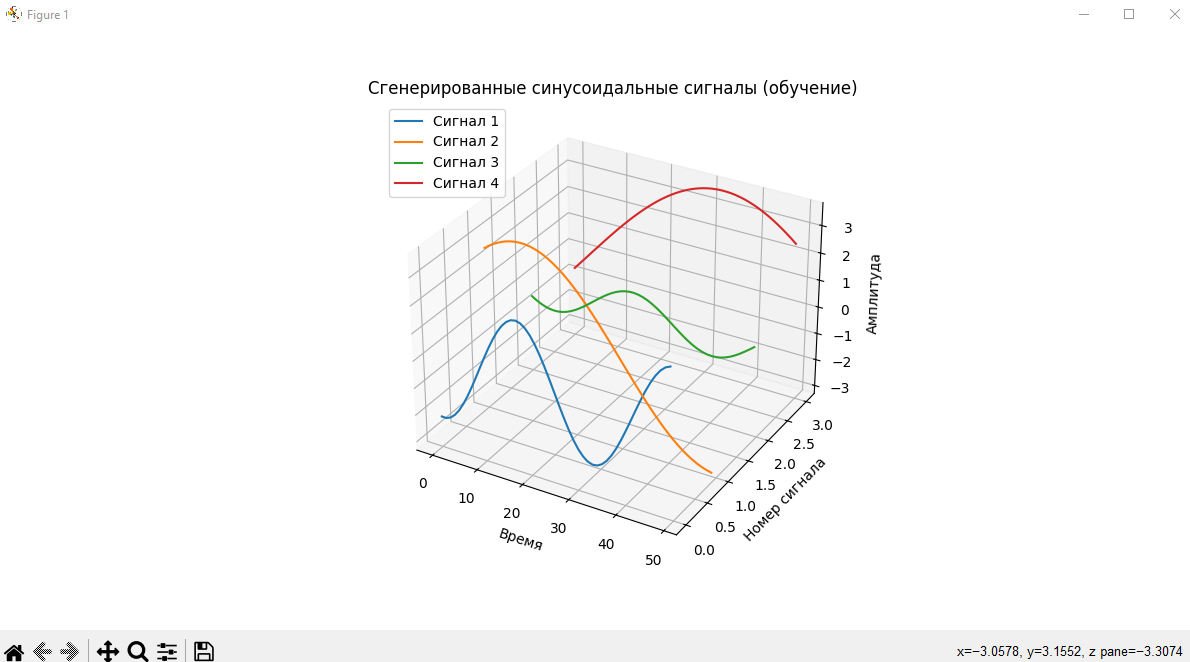 Figure 1
Сгенерированные синусоидальные сигналы (обучение)
Сигнал 1
Сигнал 2
Сигнал 3
Сигнал 4
3
2
1
0
−1
−2
−3
Амплитуда
3.0
2.5
2.0
1.5
1.0
0.5
0.0
Номер сигнала
0
10
20
30
40
50
Время
x=−3.0578, y=3.1552, z pane=−3.3074